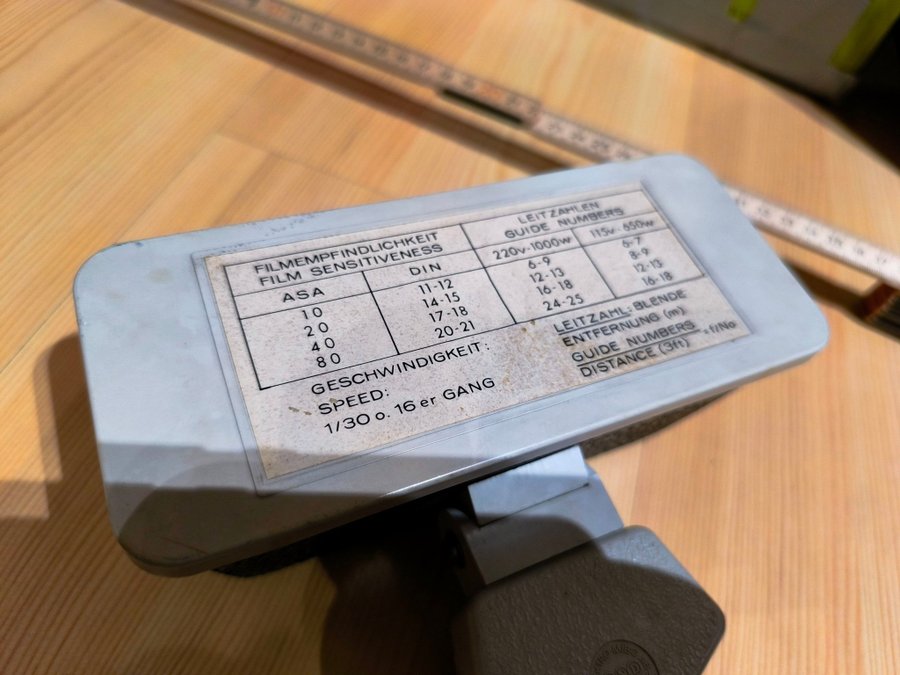 FILMEMPFINDLICHKEIT
FILM SENSITIVENESS
LEITZAHLEN
GUIDE NUMBERS
ASA DIN 220v-1000w 115v-650w
10 11-12 6-9 6-7
20 14-15 12-13 8-9
40 17-18 16-18 12-13
80 20-21 24-25 16-18
GESCHWINDIGKEIT:
SPEED:
1/30 o. 16er GANG
LEITZAHL=BLENDE
ENTFERNUNG (m)
GUIDE NUMBERS =f/No
DISTANCE (3ft)